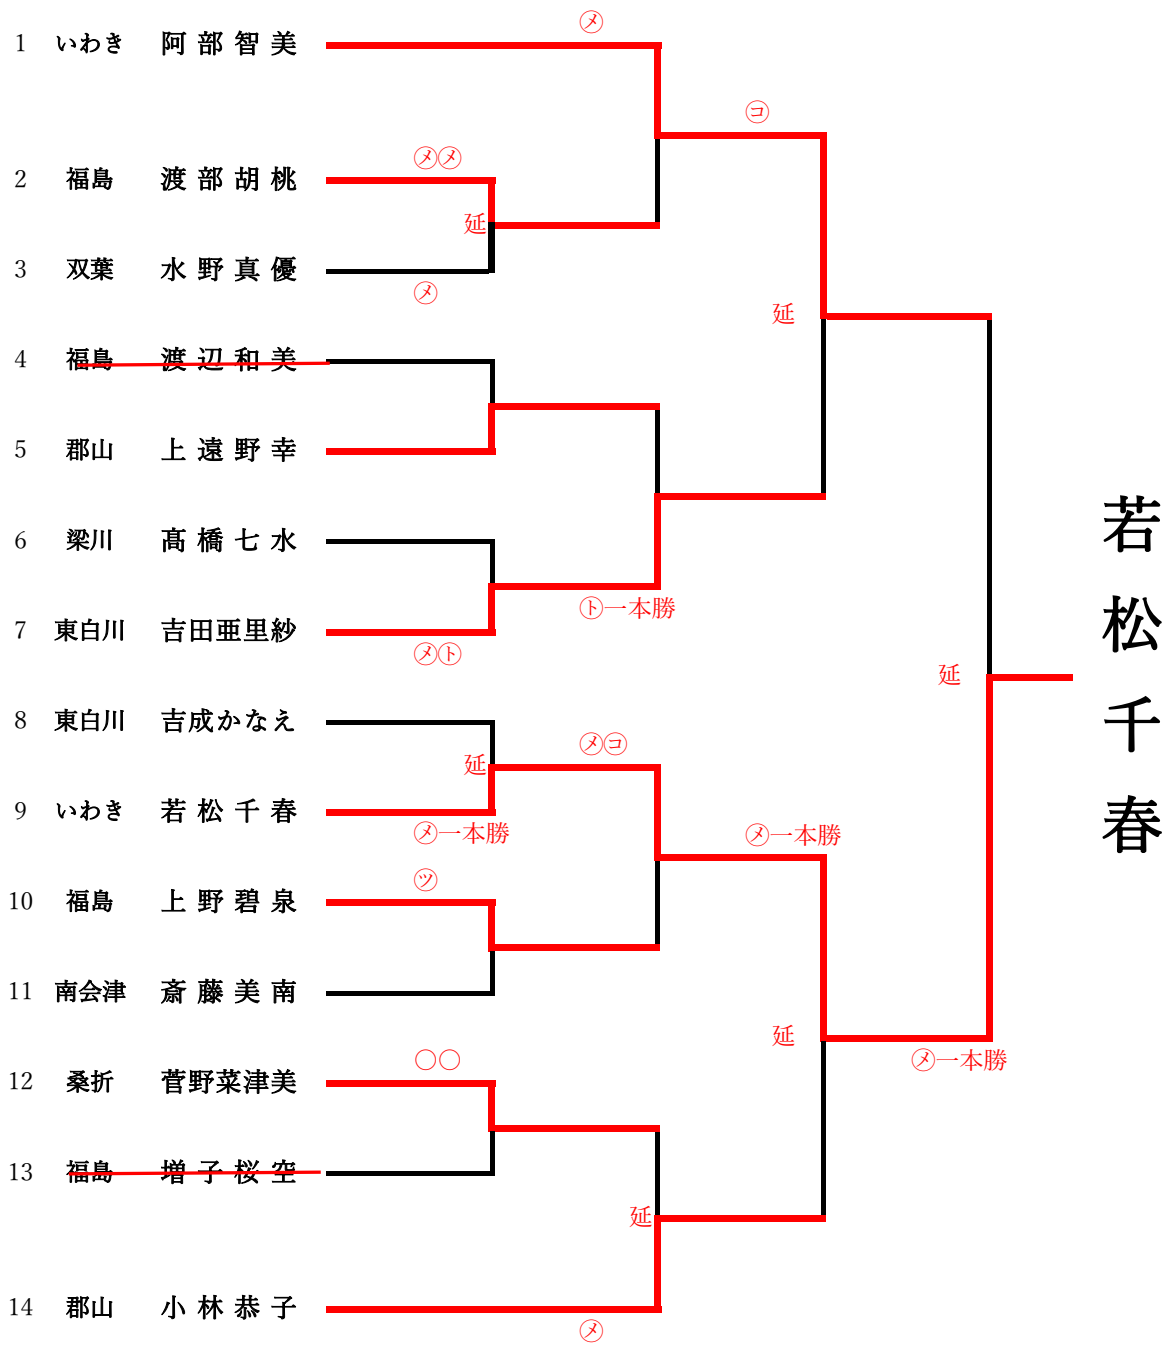 ㋱
1 いわき 阿部智美
㋙
㋱㋱
2 福島 渡部胡桃
延
3 双葉 水野真優
㋱
延
4 福島 渡辺和美
5 郡山 上遠野幸
6 梁川 髙橋七水
㋣一本勝
7 東白川 吉田亜里紗
㋱㋣
延
8 東白川 吉成かなえ
㋱㋙
延
9 いわき 若松千春
㋱一本勝
㋱一本勝
㋡
10 福島 上野碧泉
11 南会津 斎藤美南
延
㋱一本勝
〇〇
12 桑折 菅野菜津美
13 福島 増子桜空
延
14 郡山 小林恭子
㋱
若松千春